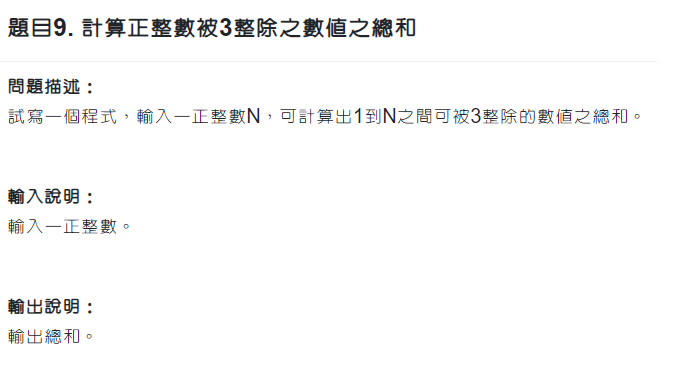 題目9. 計算正整數被3整除之數值之總和
問題描述：
試寫一個程式，輸入一正整數N，可計算出1到N之間可被3整除的數值之總和。
輸入說明：
輸入一正整數。
輸出說明：
輸出總和。